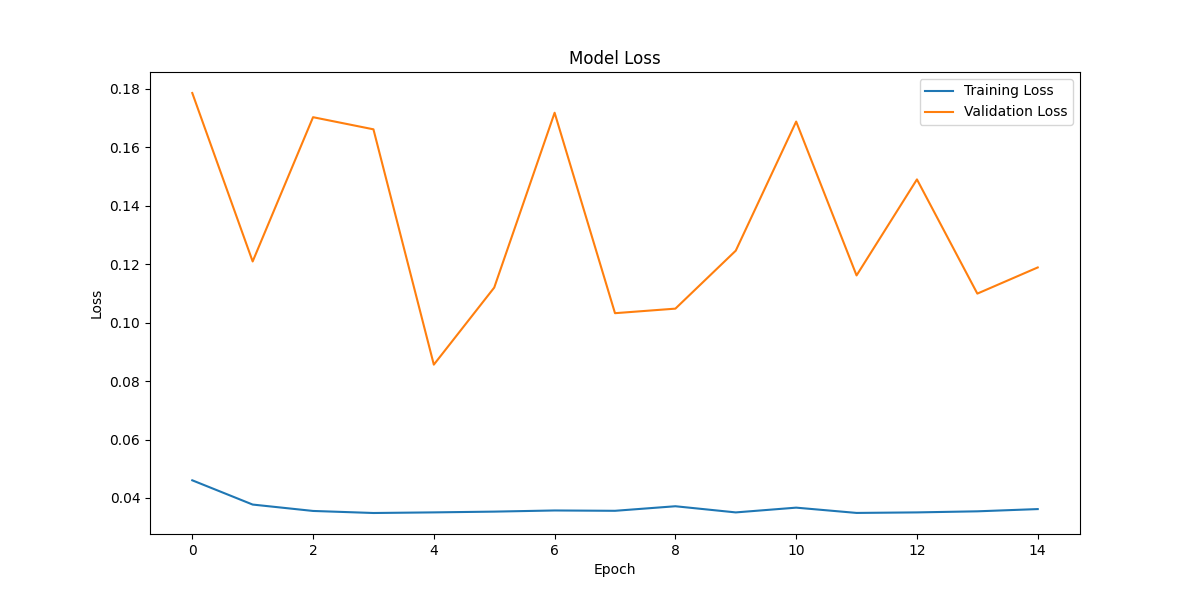 Model Loss
Training Loss
Validation Loss
0.18
0.16
0.14
0.12
0.10
0.08
0.06
0.04
Loss
0 2 4 6 8 10 12 14
Epoch